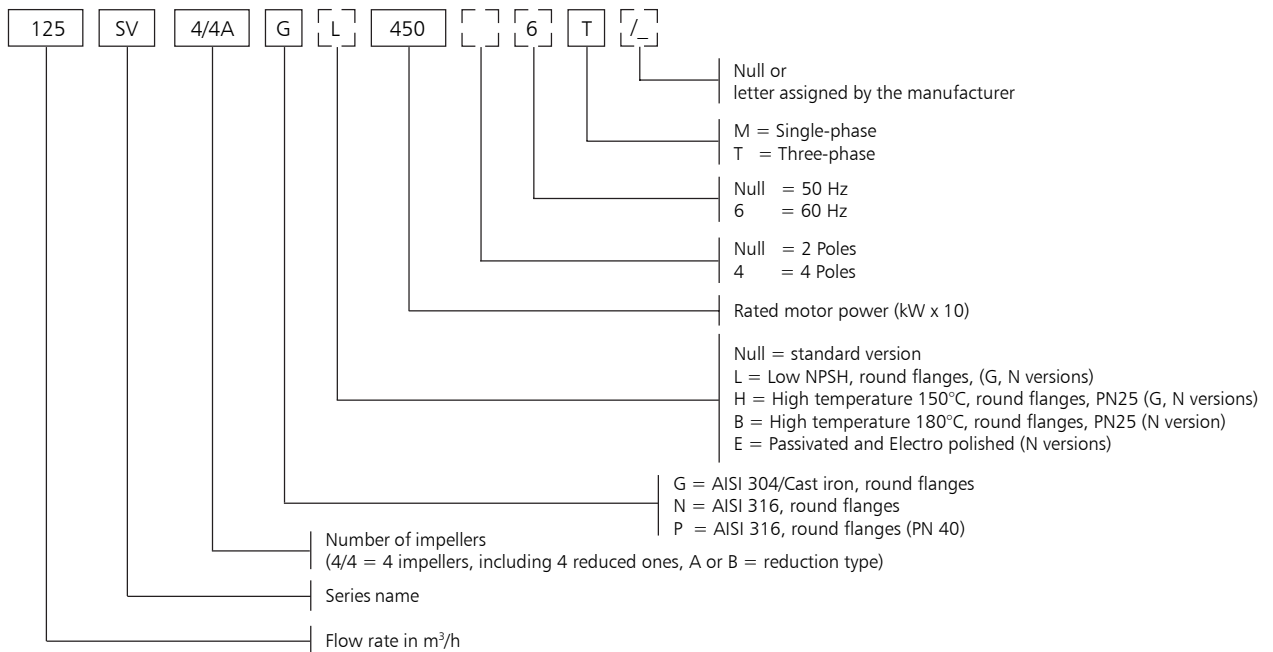 125 SV 4/4A G L 450 6 T /_
Null or
letter assigned by the manufacturer
M = Single-phase
T = Three-phase
Null = 50 Hz
6 = 60 Hz
Null = 2 Poles
4 = 4 Poles
Rated motor power (kW x 10)
Null = standard version
L = Low NPSH, round flanges, (G, N versions)
H = High temperature 150°C, round flanges, PN25 (G, N versions)
B = High temperature 180°C, round flanges, PN25 (N version)
E = Passivated and Electro polished (N versions)
G = AISI 304/Cast iron, round flanges
N = AISI 316, round flanges
P = AISI 316, round flanges (PN 40)
Number of impellers
(4/4 = 4 impellers, including 4 reduced ones, A or B = reduction type)
Series name
Flow rate in m³/h